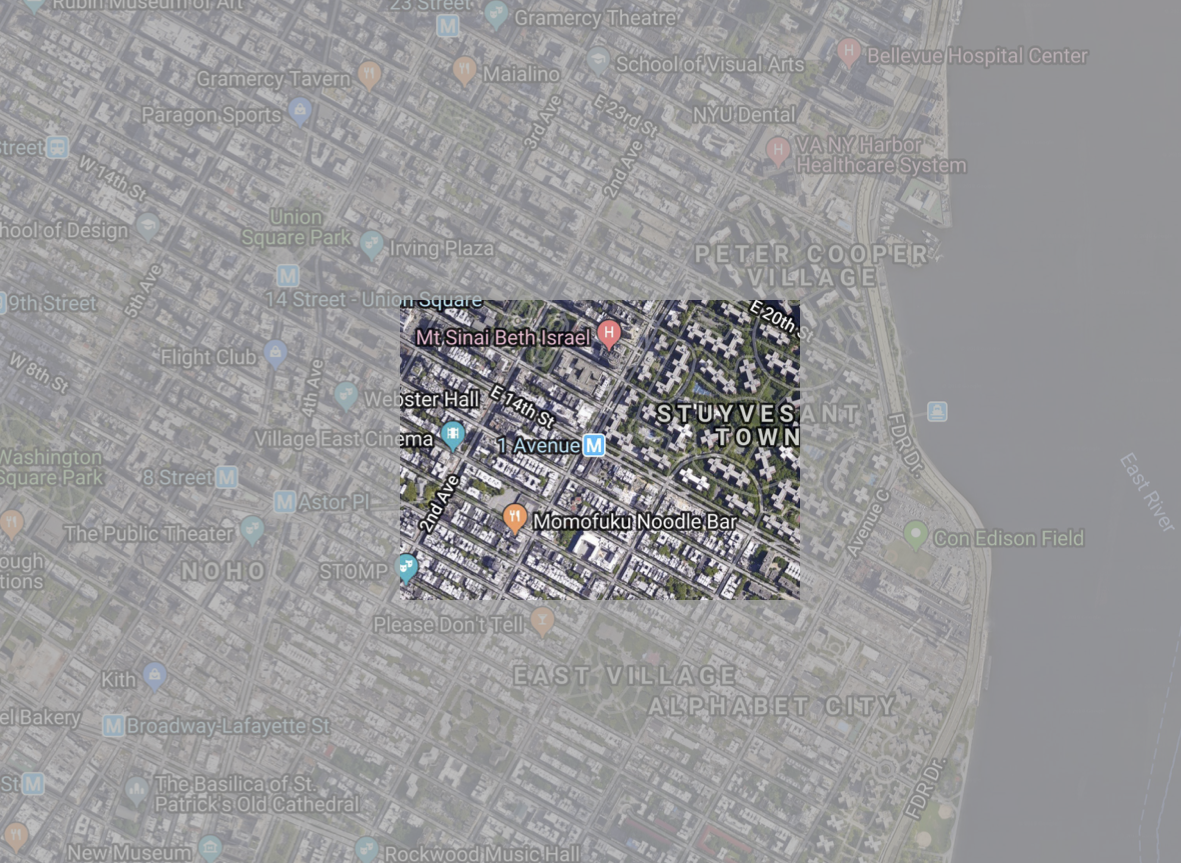 Rubin Museum of Art
23 Street
Gramercy Theatre
Bellevue Hospital Center
Gramercy Tavern
Maialino
School of Visual Arts
Paragon Sports
3rd Ave
E 23rd St
NYU Dental
VA NY Harbor
Healthcare System
Street
W 14th St
2nd Ave
Union
Square Park
hool of Design
Irving Plaza
PETER COOPER
VILLAGE
5th Ave
9th Street
14 Street - Union Square
E 20th S
Mt Sinai Beth Israel
Flight Club
W 8th St
4th Ave
Webster Hall
E 14th St
STUYVESANT
TOWN
Village East Cinema
1 Avenue
FDR Dr.
Washington
Square Park
8 Street
Astor Pl
2nd Ave
Momofuku Noodle Bar
Avenue C
East River
The Public Theater
Con Edison Field
ough
tions
NOHO
STOMP
Please Don't Tell
EAST VILLAGE
Kith
ALPHABET CITY
el Bakery
Broadway-Lafayette St
St
The Basilica of St.
Patrick's Old Cathedral
FDR Dr.
New Museum
Rockwood Music Hall